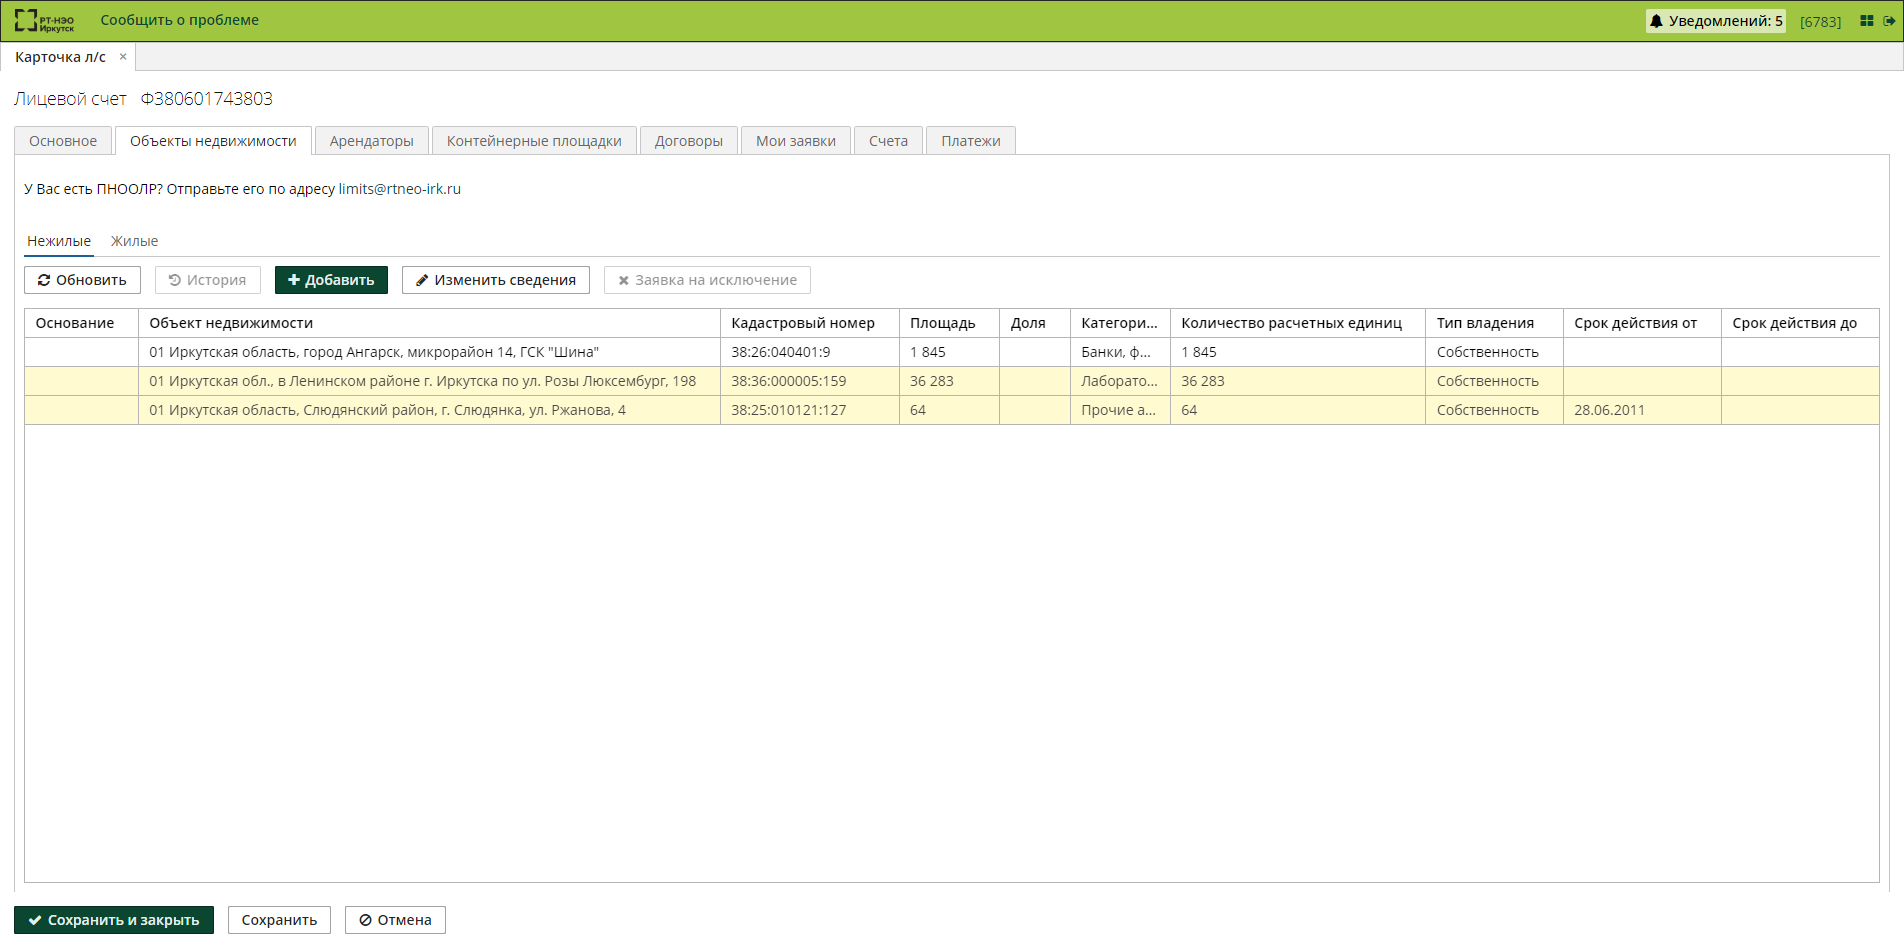 РТ-НЭО
Иркутск
Сообщить о проблеме
Уведомлений: 5
[6783]
Карточка л/с ×
Лицевой счет Ф380601743803
Основное Объекты недвижимости Арендаторы Контейнерные площадки Договоры Мои заявки Счета Платежи
У Вас есть ПНООЛР? Отправьте его по адресу limits@rtneo-irk.ru
Нежилые Жилые
Обновить История Добавить Изменить сведения Заявка на исключение
Основание Объект недвижимости Кадастровый номер Площадь Доля Категори... Количество расчетных единиц Тип владения Срок действия от Срок действия до
01 Иркутская область, город Ангарск, микрорайон 14, ГСК "Шина" 38:26:040401:9 1 845 Банки, ф... 1 845 Собственность
01 Иркутская обл., в Ленинском районе г. Иркутска по ул. Розы Люксембург, 198 38:36:000005:159 36 283 Лаборато... 36 283 Собственность
01 Иркутская область, Слюдянский район, г. Слюдянка, ул. Ржанова, 4 38:25:010121:127 64 Прочие а... 64 Собственность 28.06.2011
Сохранить и закрыть Сохранить Отмена